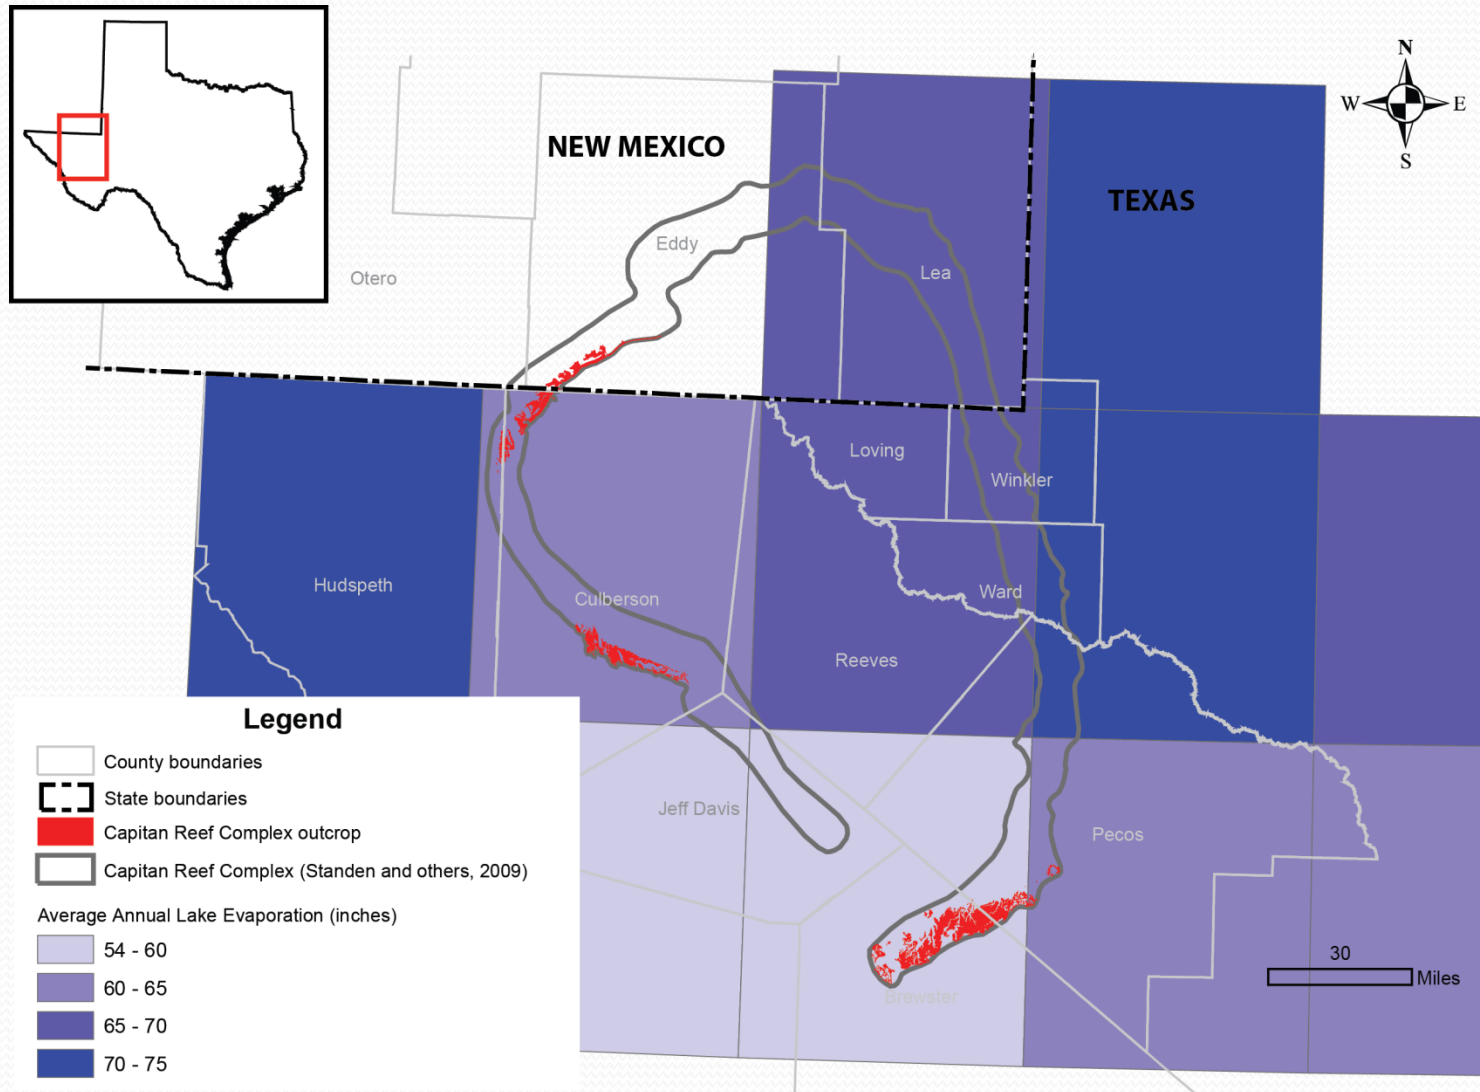 N
W E
S
NEW MEXICO
TEXAS
Eddy
Otero
Lea
Loving
Winkler
Hudspeth
Culberson
Ward
Reeves
Jeff Davis
Pecos
Brewster
30
Miles
Legend
County boundaries
State boundaries
Capitan Reef Complex outcrop
Capitan Reef Complex (Standen and others, 2009)
Average Annual Lake Evaporation (inches)
54 - 60
60 - 65
65 - 70
70 - 75